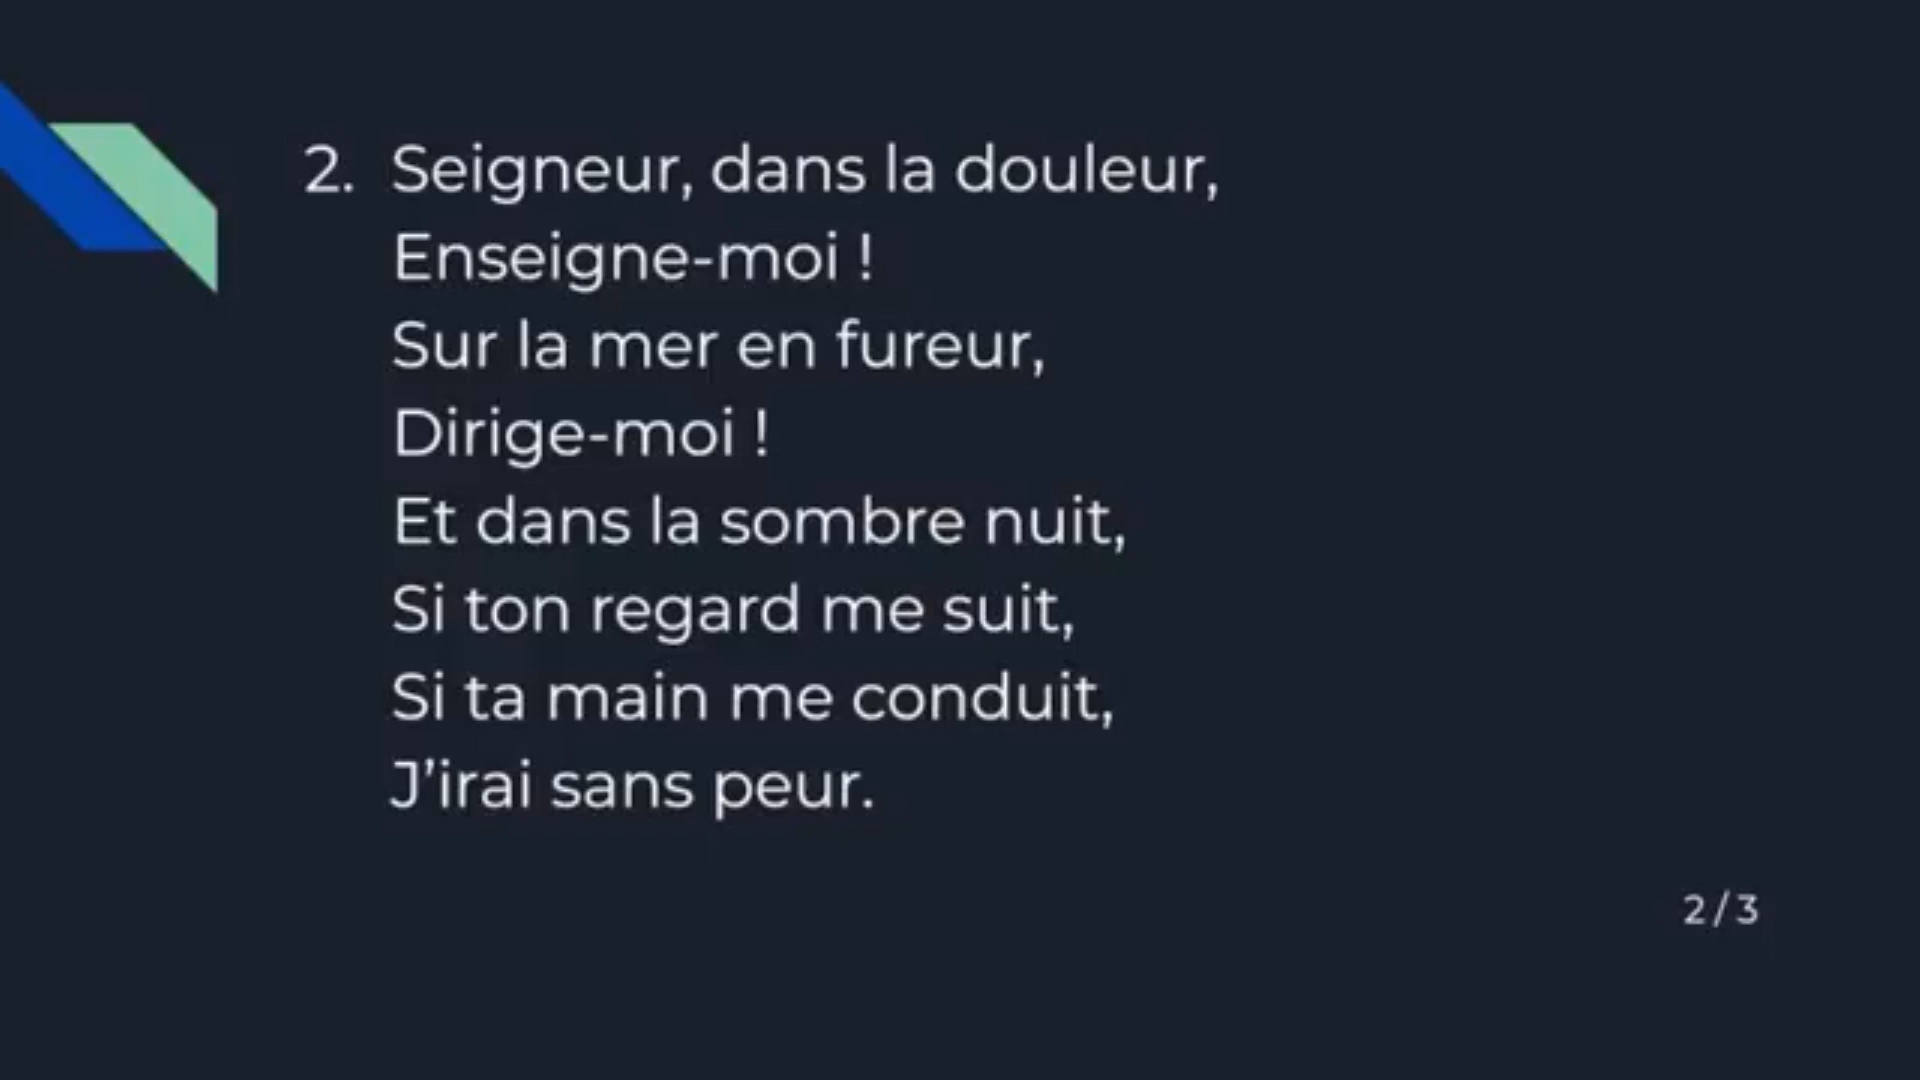 2. Seigneur, dans la douleur,
Enseigne-moi !
Sur la mer en fureur,
Dirige-moi !
Et dans la sombre nuit,
Si ton regard me suit,
Si ta main me conduit,
J’irai sans peur.
2 / 3